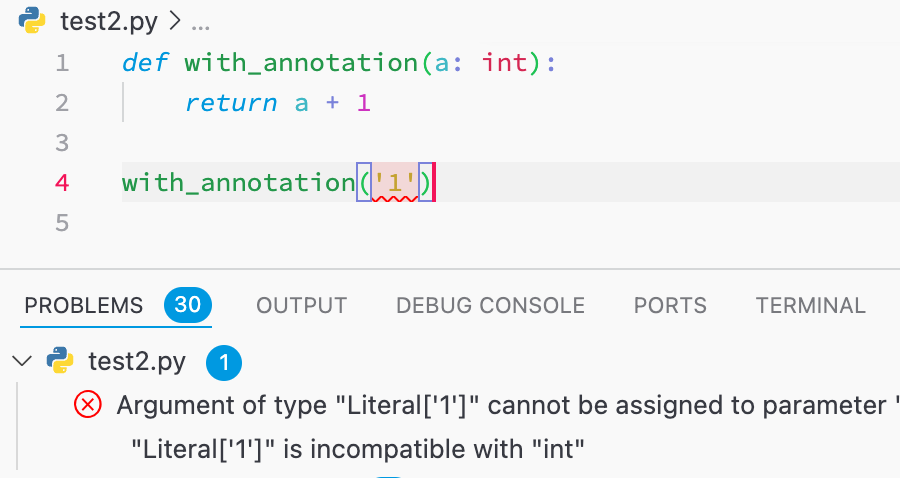 test2.py > ...
1 def with_annotation(a: int):
2     return a + 1
3
4 with_annotation('1')
5
PROBLEMS 30 OUTPUT DEBUG CONSOLE PORTS TERMINAL
test2.py 1
Argument of type "Literal['1']" cannot be assigned to parameter "
"Literal['1']" is incompatible with "int"